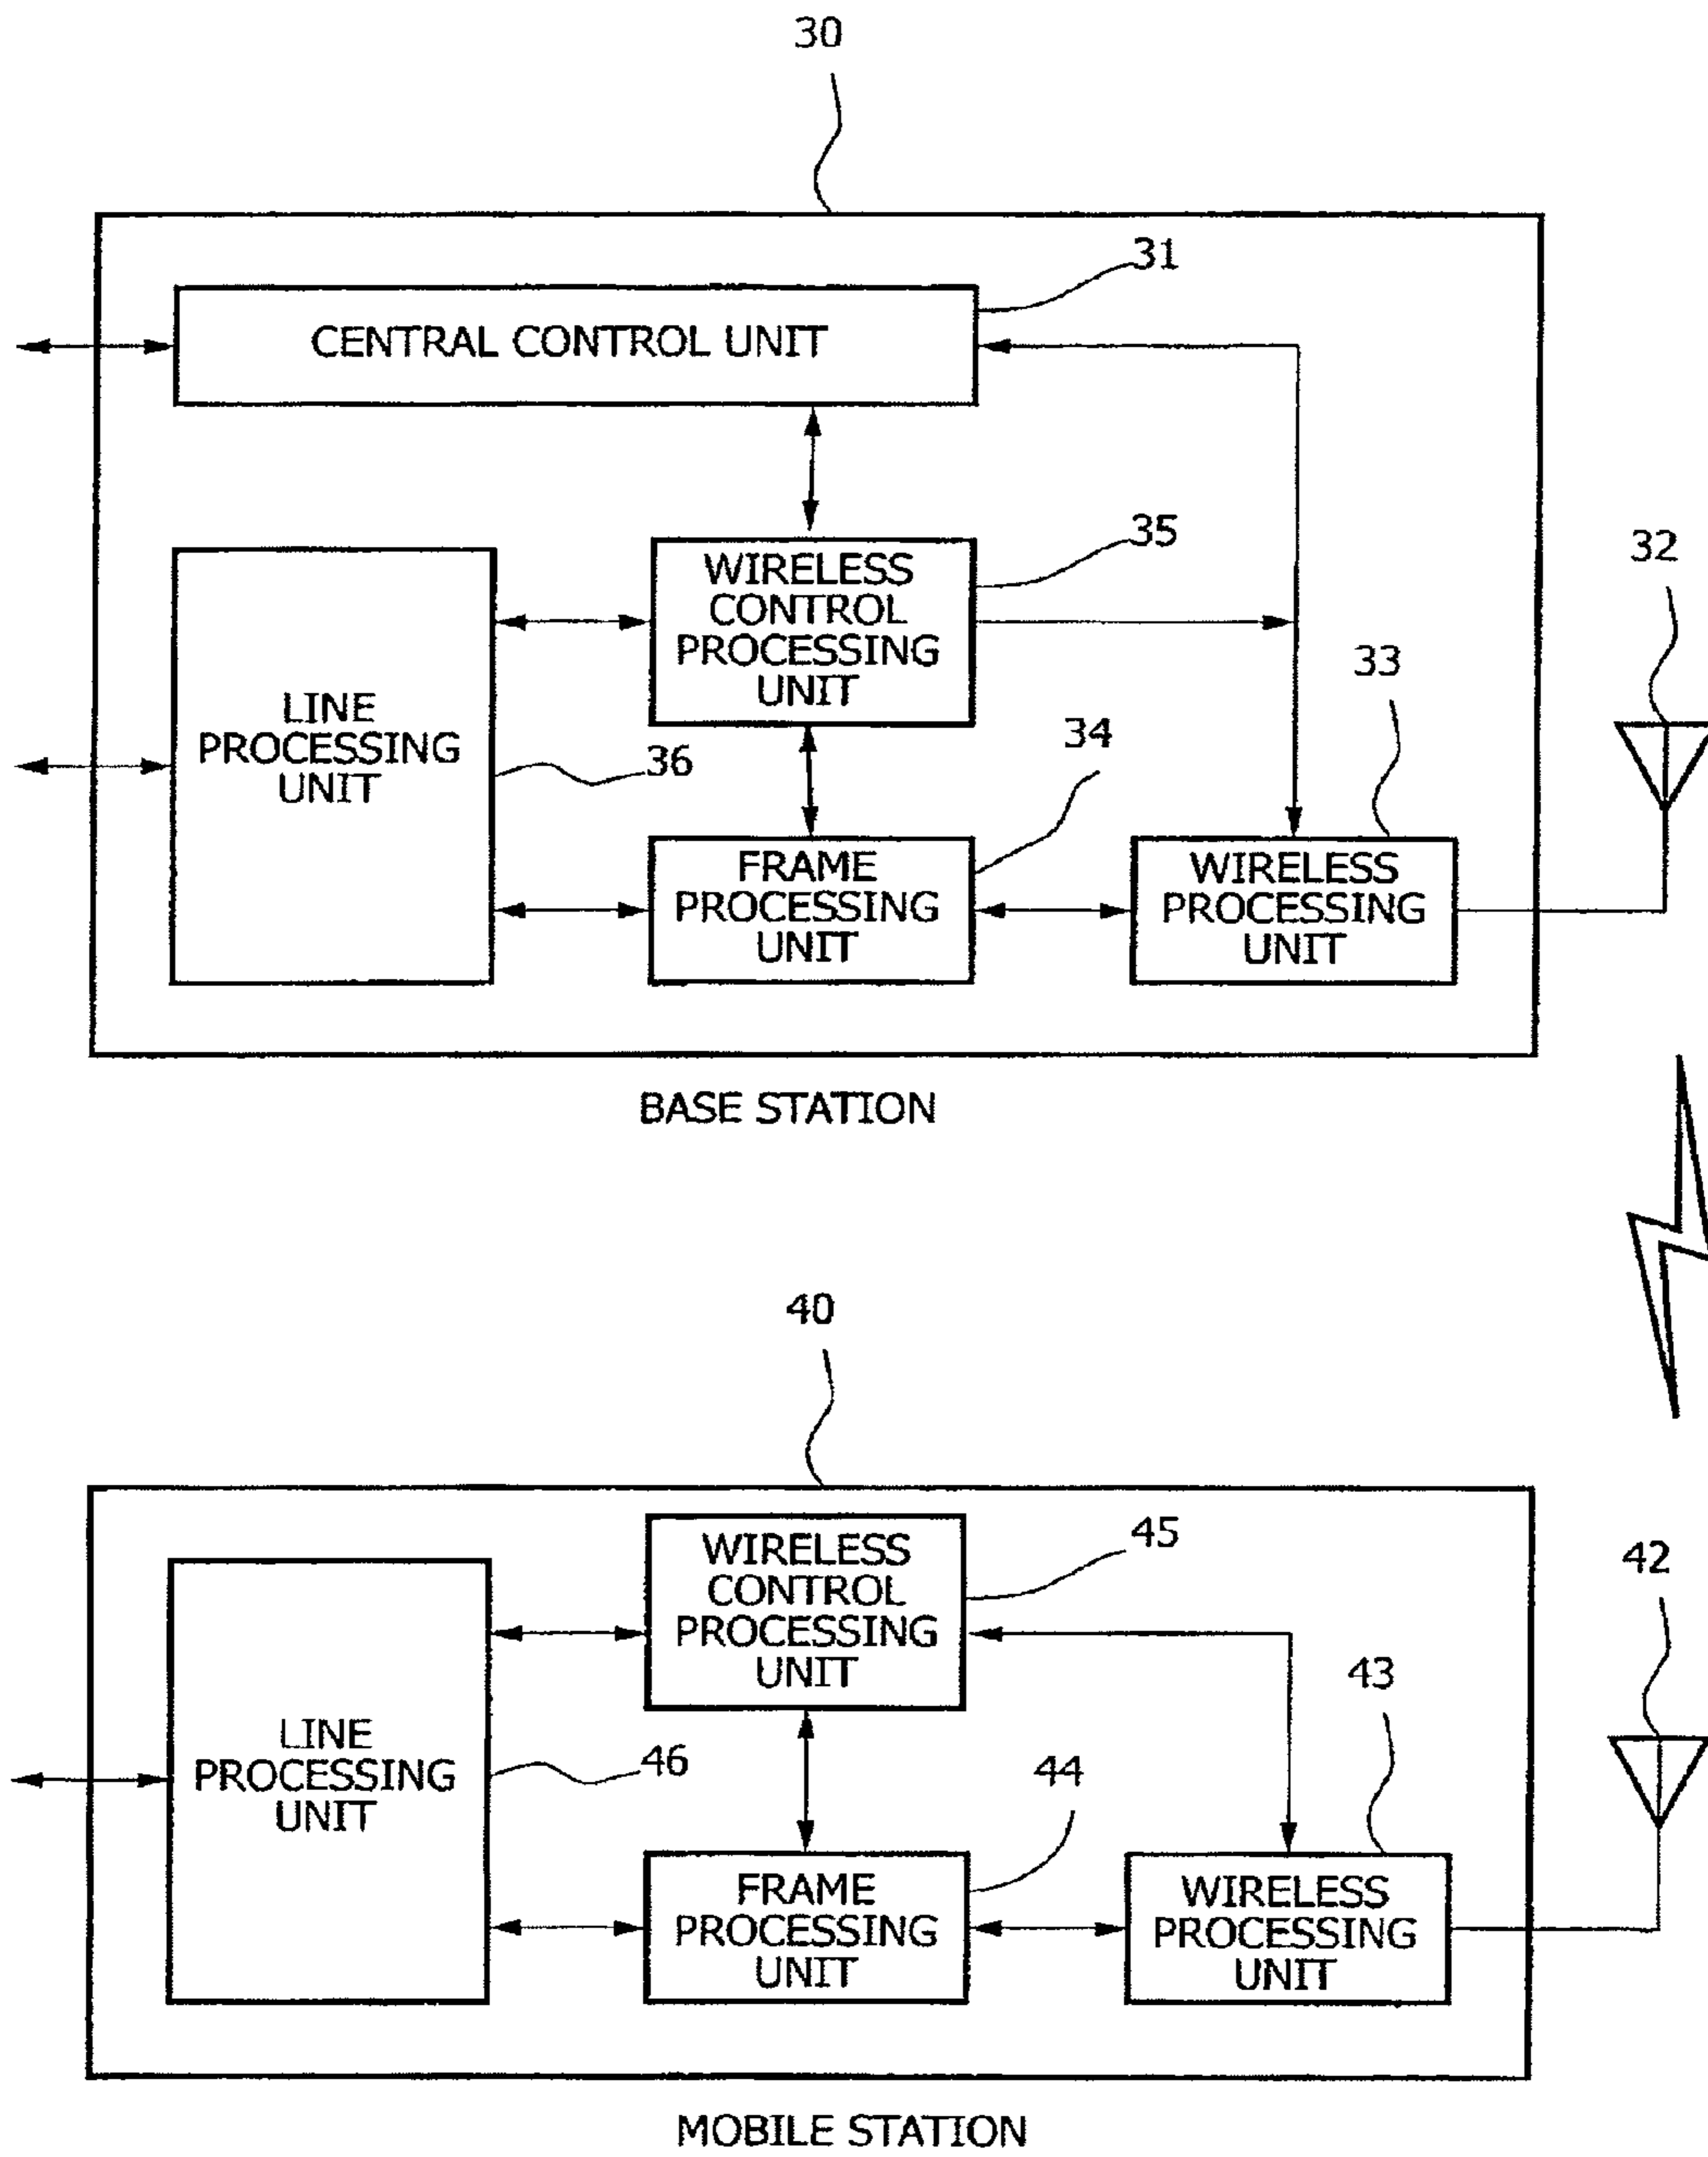 30
31
CENTRAL CONTROL UNIT
35
WIRELESS
CONTROL
PROCESSING
UNIT
32
33
LINE
PROCESSING
UNIT
36
34
FRAME
PROCESSING
UNIT
WIRELESS
PROCESSING
UNIT
BASE STATION
40
45
WIRELESS
CONTROL
PROCESSING
UNIT
42
43
LINE
PROCESSING
UNIT
46
44
FRAME
PROCESSING
UNIT
WIRELESS
PROCESSING
UNIT
MOBILE STATION